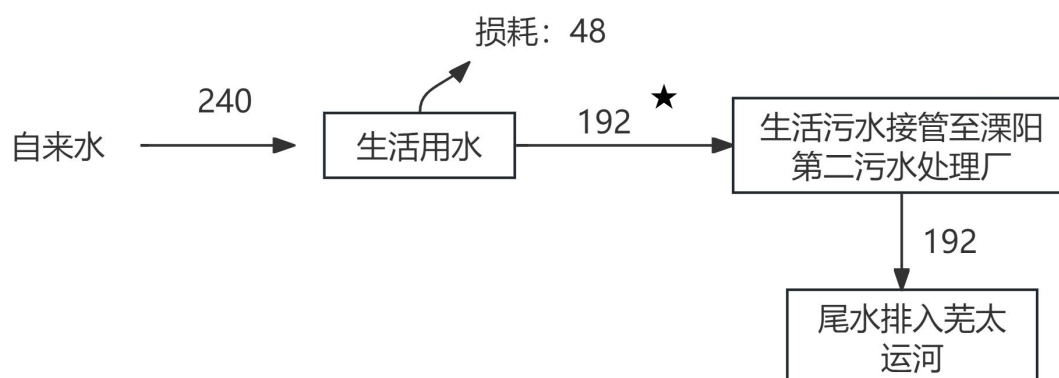 损耗：48
240
自来水
生活用水
192
★
生活污水接管至溧阳
第二污水处理厂
192
尾水排入芜太
运河